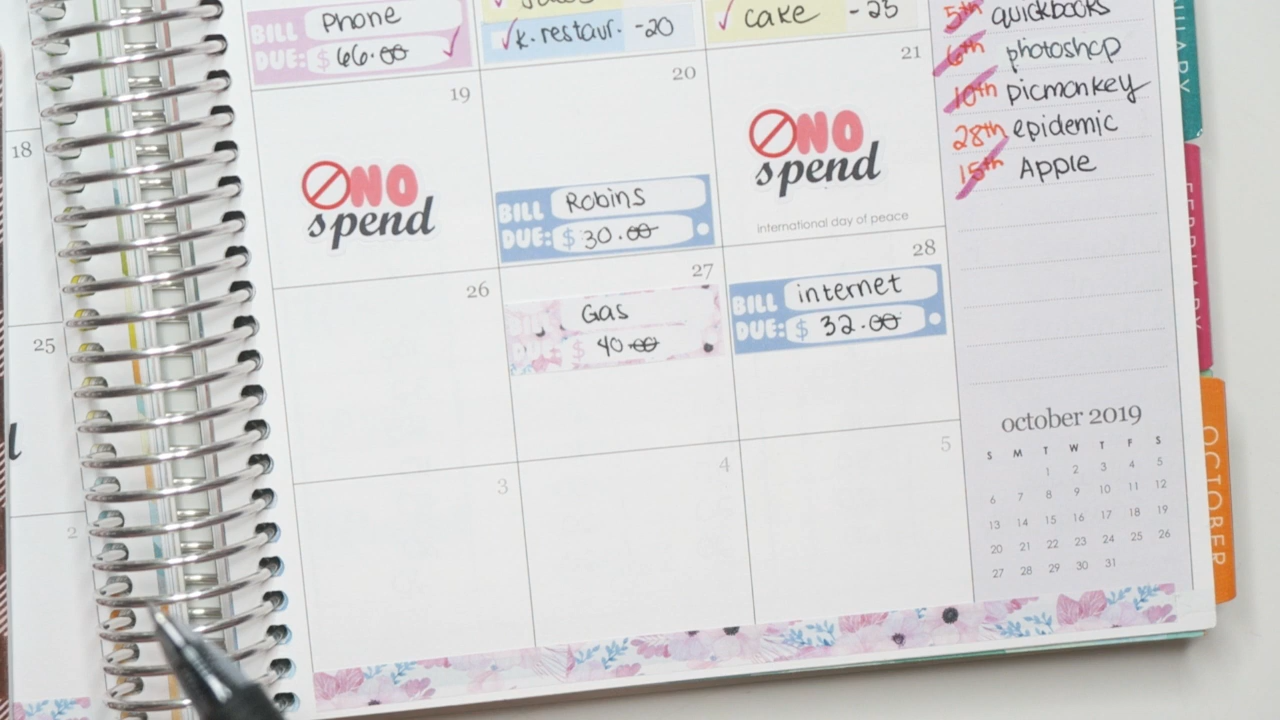 BILL Phone
DUE: $ 66.00
k. restaur. -20
cake -25
5th quickbooks
6th photoshop
10th picmonkey
28th epidemic
15th Apple
18
19
NO
spend
20
BILL Robins
DUE: $ 30.00
21
NO
spend
international day of peace
25
26
27
Gas
$ 40.00
28
BILL internet
DUE: $ 32.00
2
3
4
5
october 2019
S M T W T F S
1 2 3 4 5
6 7 8 9 10 11 12
13 14 15 16 17 18 19
20 21 22 23 24 25 26
27 28 29 30 31
FEBRUARY
OCTOBER